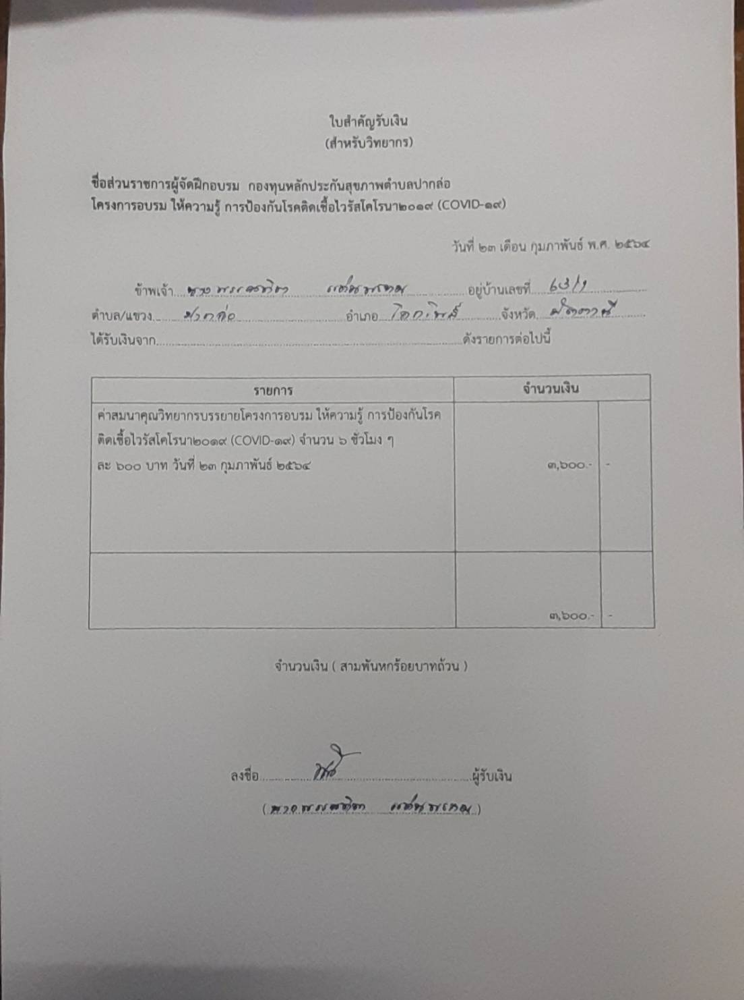 ใบสำคัญรับเงิน
(สำหรับวิทยากร)
ชื่อส่วนราชการผู้จัดฝึกอบรม กองทุนหลักประกันสุขภาพตำบลปากล่อ
โครงการอบรม ให้ความรู้ การป้องกันโรคติดเชื้อไวรัสโคโรนา๒๐๑๙ (COVID-๑๙)
วันที่ ๒๓ เดือน กุมภาพันธ์ พ.ศ. ๒๕๖๔
ข้าพเจ้า นาง อยู่บ้านเลขที่ 63/1
ตำบล/แขวง ปากล่อ อำเภอ โคกโพธิ์ จังหวัด ปัตตานี
ได้รับเงินจาก ดังรายการต่อไปนี้
รายการ จำนวนเงิน
ค่าสมนาคุณวิทยากรบรรยายโครงการอบรม ให้ความรู้ การป้องกันโรค
ติดเชื้อไวรัสโคโรนา๒๐๑๙ (COVID-๑๙) จำนวน ๖ ชั่วโมง ๆ
ละ ๖๐๐ บาท วันที่ ๒๓ กุมภาพันธ์ ๒๕๖๔ ๓,๖๐๐.- -
๓,๖๐๐.- -
จำนวนเงิน ( สามพันหกร้อยบาทถ้วน )
ลงชื่อ ผู้รับเงิน
( นาง )